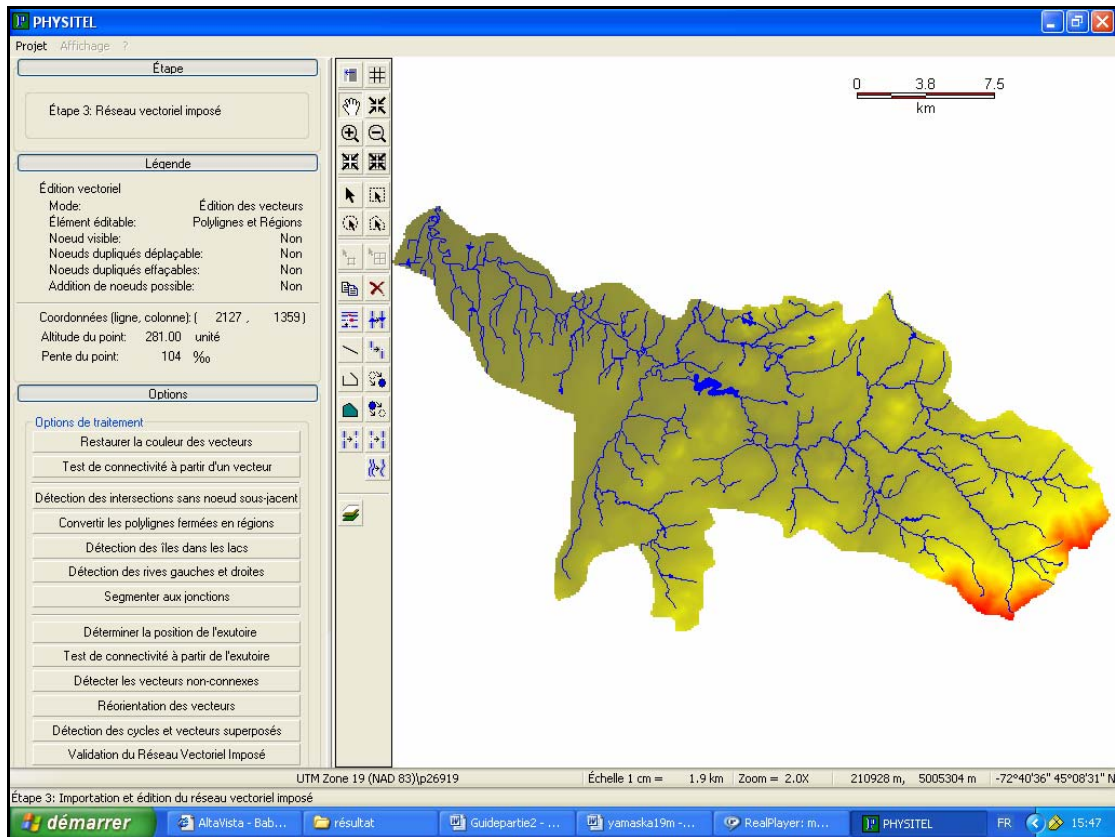 PHYSITEL
Projet Affichage ?
Étape
Étape 3: Réseau vectoriel imposé
Légende
Édition vectoriel
Mode: Édition des vecteurs
Élément éditable: Polylignes et Régions
Noeud visible: Non
Noeuds dupliqués déplaçable: Non
Noeuds dupliqués effaçables: Non
Addition de noeuds possible: Non
Coordonnées (ligne, colonne): ( 2127 , 1359 )
Altitude du point: 281.00 unité
Pente du point: 104 ‰
Options
Options de traitement
Restaurer la couleur des vecteurs
Test de connectivité à partir d'un vecteur
Détection des intersections sans noeud sous-jacent
Convertir les polylignes fermées en régions
Détection des îles dans les lacs
Détection des rives gauches et droites
Segmenter aux jonctions
Déterminer la position de l'exutoire
Test de connectivité à partir de l'exutoire
Détecter les vecteurs non-connexes
Réorientation des vecteurs
Détection des cycles et vecteurs superposés
Validation du Réseau Vectoriel Imposé
0 3.8 7.5
km
UTM Zone 19 (NAD 83)\p26919 Échelle 1 cm = 1.9 km Zoom = 2.0X 210928 m, 5005304 m -72°40'36" 45°08'31" N
Étape 3: Importation et édition du réseau vectoriel imposé
démarrer AltaVista - Bab... résultat Guidepartie2 - ... yamaska19m -... RealPlayer: m... PHYSITEL FR 15:47